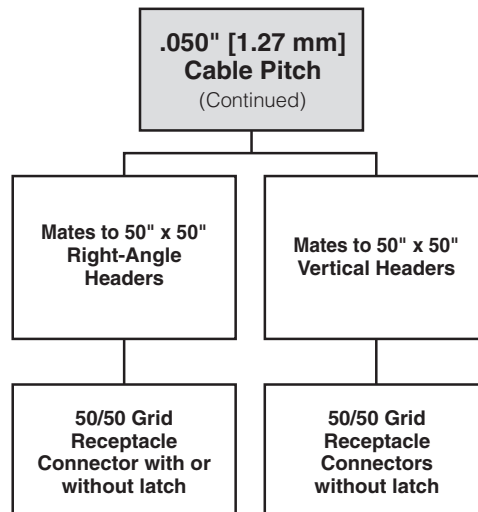 .050" [1.27 mm]
Cable Pitch
(Continued)
Mates to 50" x 50"
Right-Angle
Headers
Mates to 50" x 50"
Vertical Headers
50/50 Grid
Receptacle
Connector with or
without latch
50/50 Grid
Receptacle
Connectors
without latch